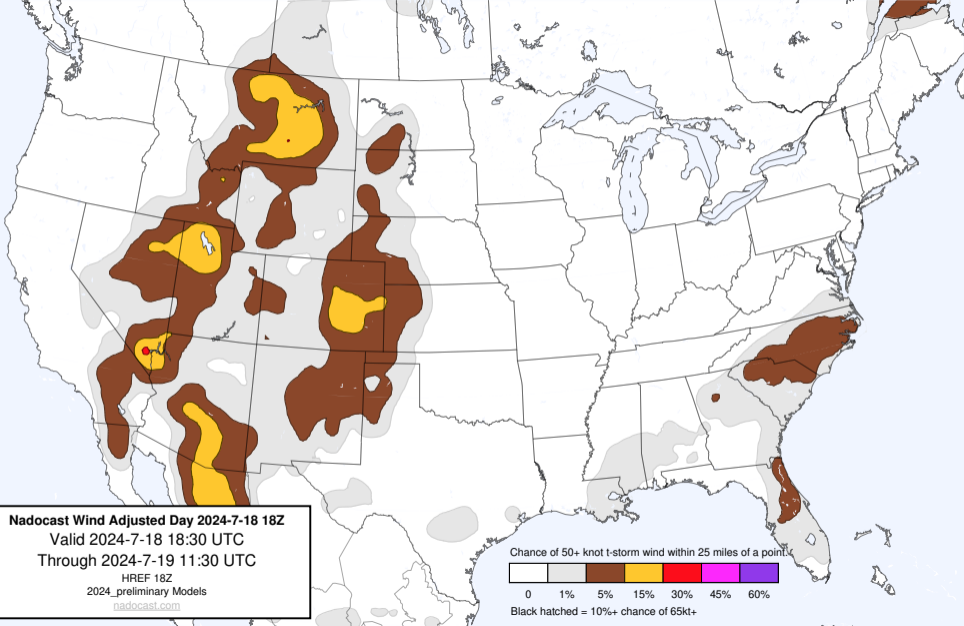 Nadocast Wind Adjusted Day 2024-7-18 18Z
Valid 2024-7-18 18:30 UTC
Through 2024-7-19 11:30 UTC
HREF 18Z
2024_preliminary Models
nadocast.com
Chance of 50+ knot t-storm wind within 25 miles of a point.
0 1% 5% 15% 30% 45% 60%
Black hatched = 10%+ chance of 65kt+